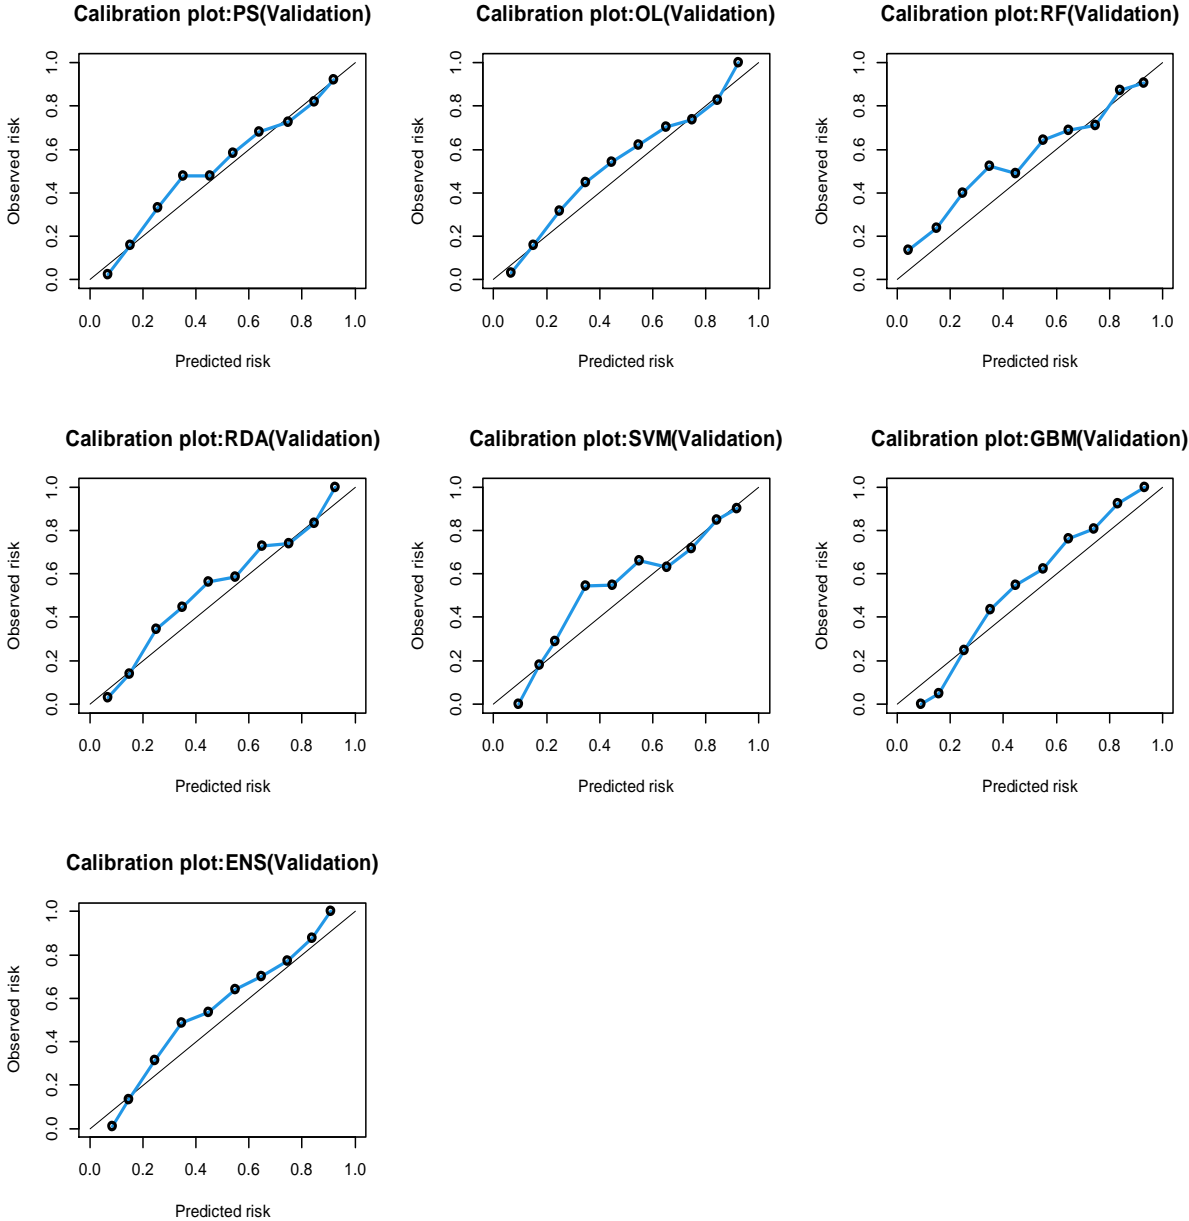 Calibration plot:PS(Validation)
Observed risk
0.0 0.2 0.4 0.6 0.8 1.0
0.0 0.2 0.4 0.6 0.8 1.0
Predicted risk
Calibration plot:OL(Validation)
Observed risk
0.0 0.2 0.4 0.6 0.8 1.0
0.0 0.2 0.4 0.6 0.8 1.0
Predicted risk
Calibration plot:RF(Validation)
Observed risk
0.0 0.2 0.4 0.6 0.8 1.0
0.0 0.2 0.4 0.6 0.8 1.0
Predicted risk
Calibration plot:RDA(Validation)
Observed risk
0.0 0.2 0.4 0.6 0.8 1.0
0.0 0.2 0.4 0.6 0.8 1.0
Predicted risk
Calibration plot:SVM(Validation)
Observed risk
0.0 0.2 0.4 0.6 0.8 1.0
0.0 0.2 0.4 0.6 0.8 1.0
Predicted risk
Calibration plot:GBM(Validation)
Observed risk
0.0 0.2 0.4 0.6 0.8 1.0
0.0 0.2 0.4 0.6 0.8 1.0
Predicted risk
Calibration plot:ENS(Validation)
Observed risk
0.0 0.2 0.4 0.6 0.8 1.0
0.0 0.2 0.4 0.6 0.8 1.0
Predicted risk